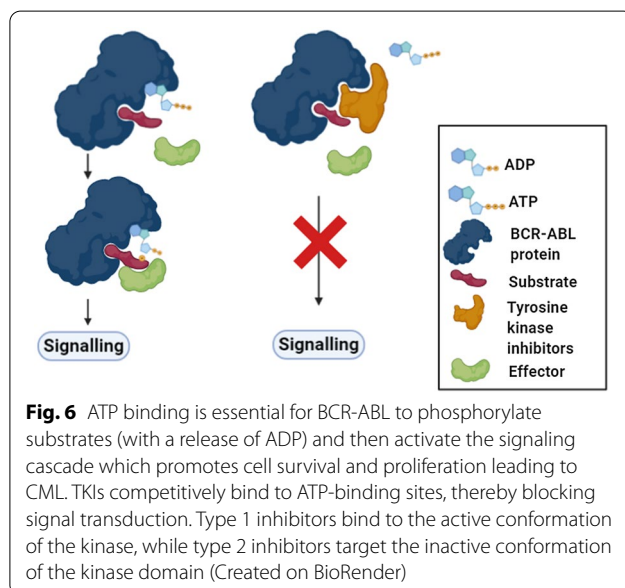 Signalling
Signalling
ADP
ATP
BCR-ABL
protein
Substrate
Tyrosine
kinase
inhibitors
Effector
Fig. 6 ATP binding is essential for BCR-ABL to phosphorylate
substrates (with a release of ADP) and then activate the signaling
cascade which promotes cell survival and proliferation leading to
CML. TKIs competitively bind to ATP-binding sites, thereby blocking
signal transduction. Type 1 inhibitors bind to the active conformation
of the kinase, while type 2 inhibitors target the inactive conformation
of the kinase domain (Created on BioRender)